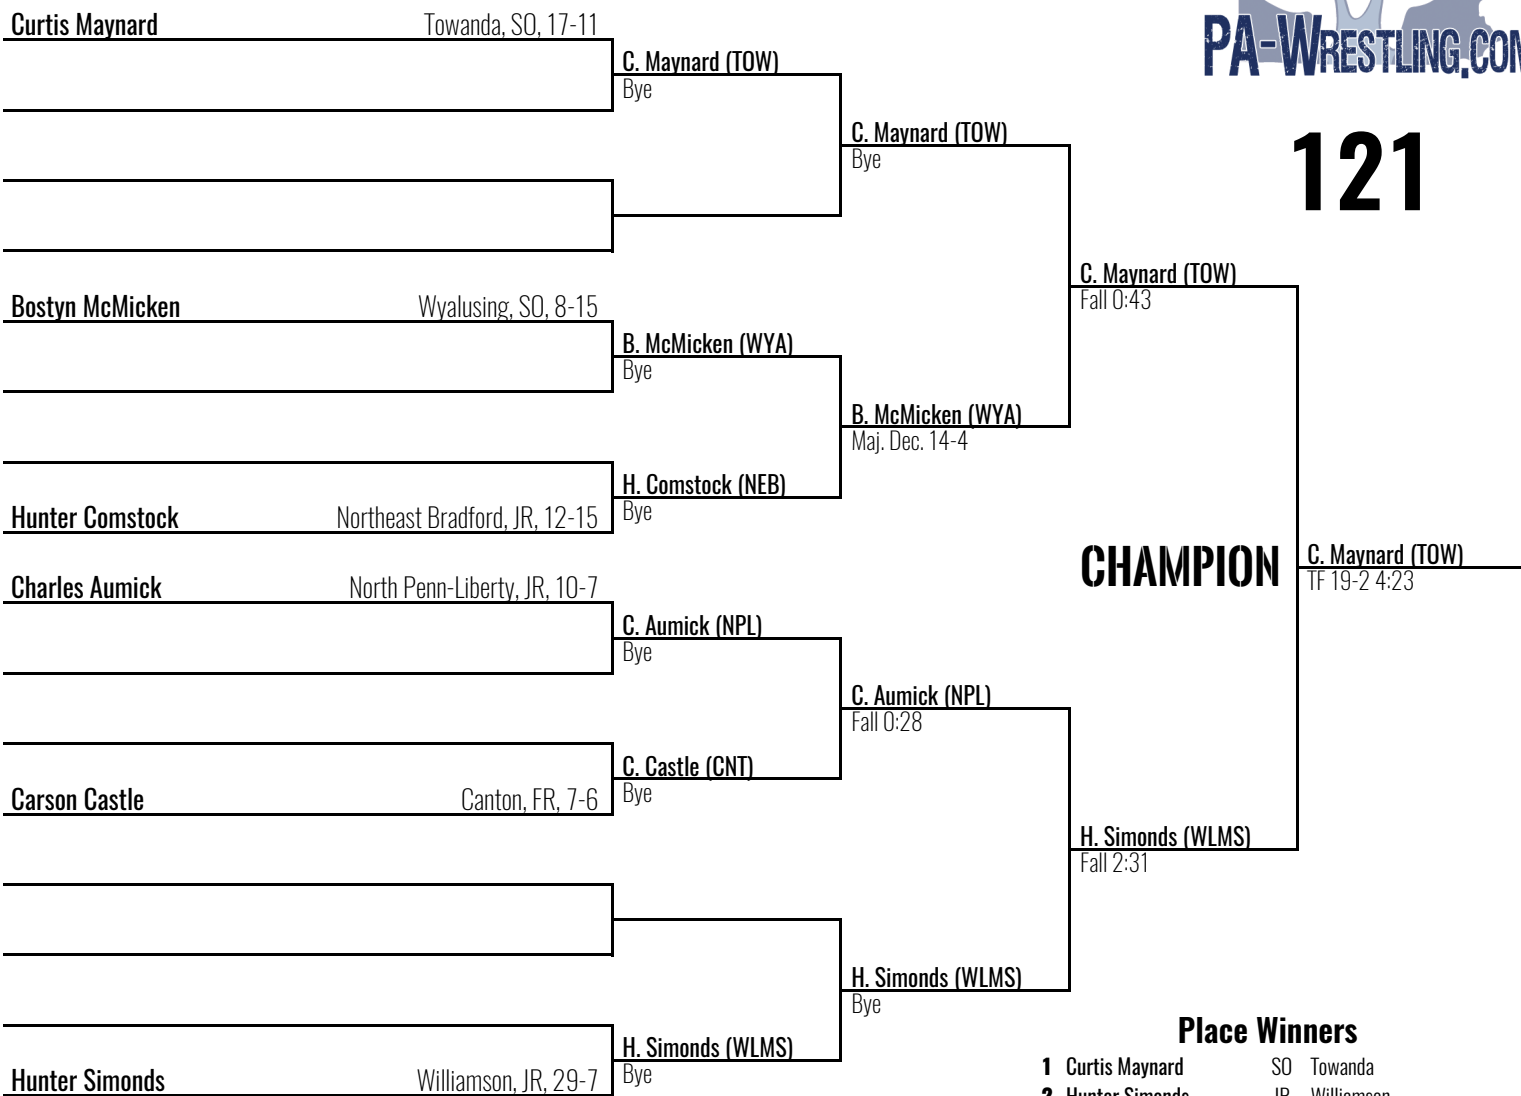 PA-WRESTLING.COM
121
Curtis Maynard Towanda, SO, 17-11
C. Maynard (TOW)
Bye
C. Maynard (TOW)
Bye
C. Maynard (TOW)
Fall 0:43
Bostyn McMicken Wyalusing, SO, 8-15
B. McMicken (WYA)
Bye
B. McMicken (WYA)
Maj. Dec. 14-4
H. Comstock (NEB)
Bye
Hunter Comstock Northeast Bradford, JR, 12-15
CHAMPION
C. Maynard (TOW)
TF 19-2 4:23
Charles Aumick North Penn-Liberty, JR, 10-7
C. Aumick (NPL)
Bye
C. Aumick (NPL)
Fall 0:28
C. Castle (CNT)
Bye
Carson Castle Canton, FR, 7-6
H. Simonds (WLMS)
Fall 2:31
H. Simonds (WLMS)
Bye
H. Simonds (WLMS)
Bye
Hunter Simonds Williamson, JR, 29-7
Place Winners
1 Curtis Maynard SO Towanda
2 Hunter Simonds JR Williamson